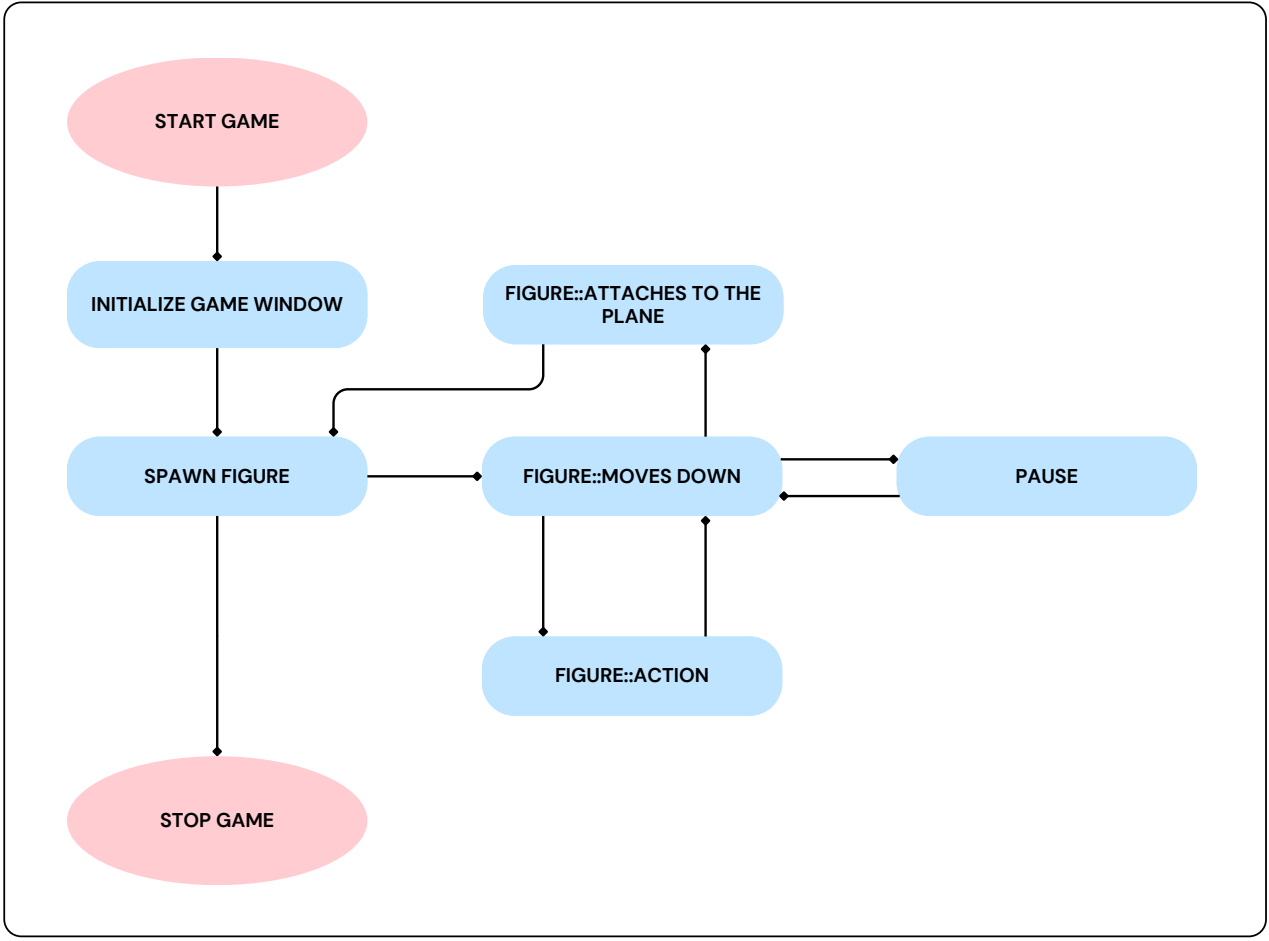 START GAME
INITIALIZE GAME WINDOW
FIGURE::ATTACHES TO THE
PLANE
SPAWN FIGURE
FIGURE::MOVES DOWN
PAUSE
FIGURE::ACTION
STOP GAME